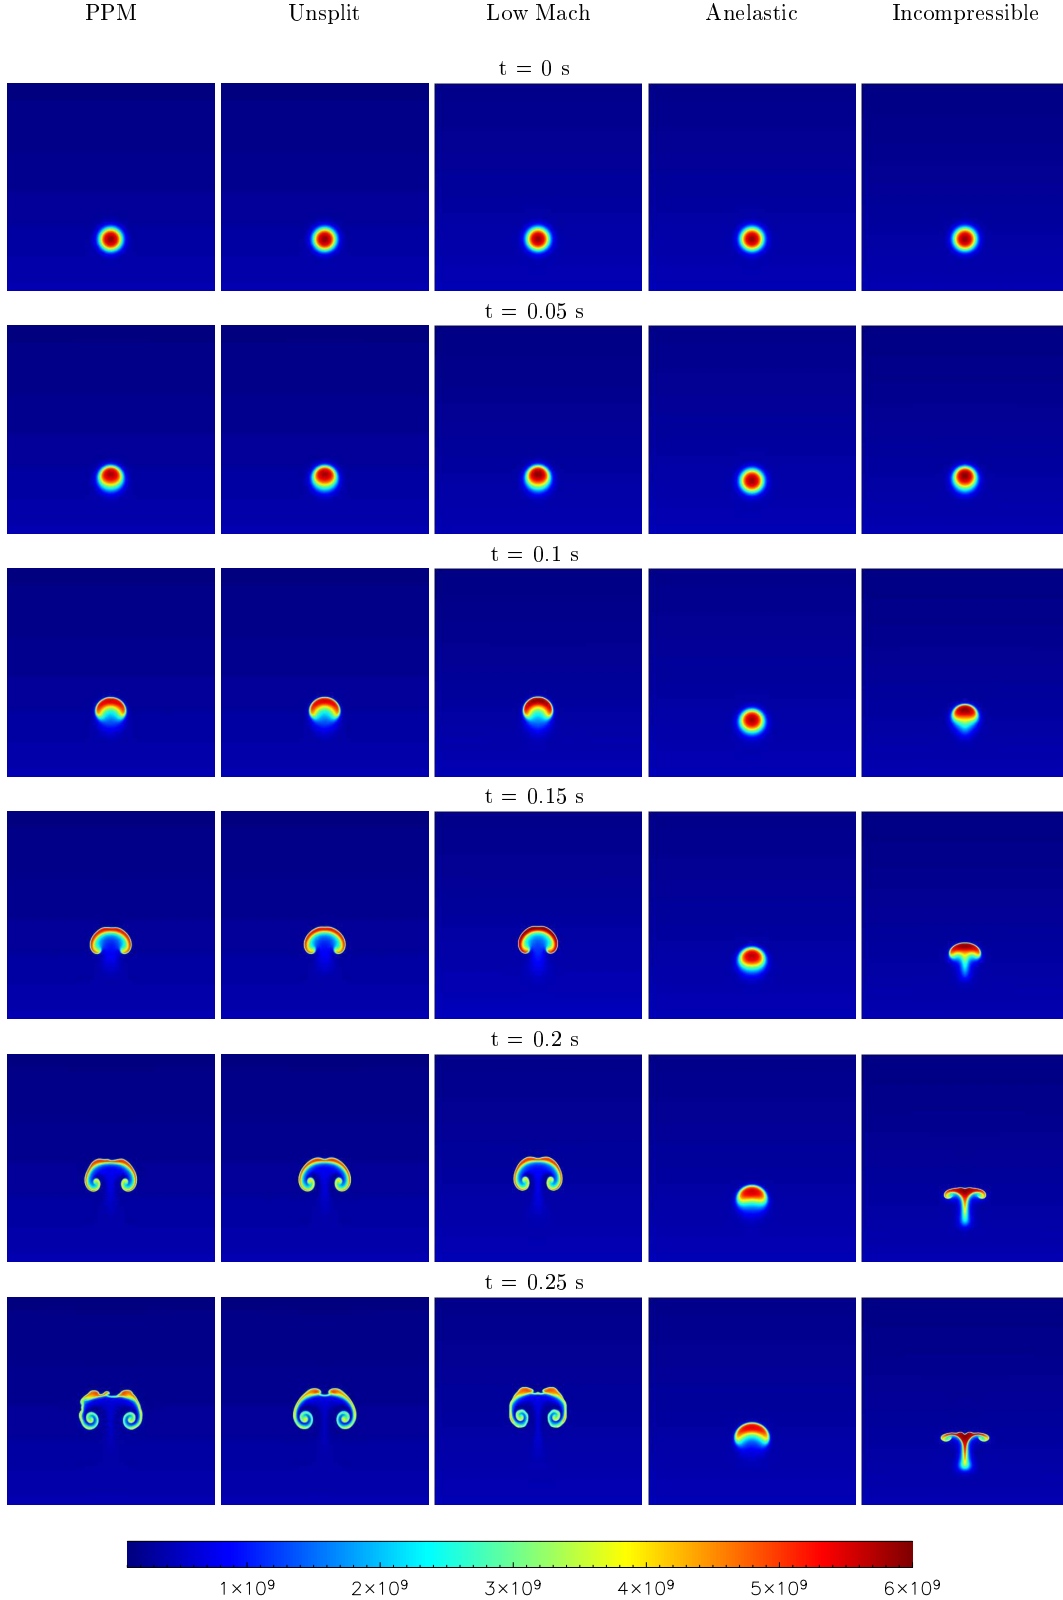 PPM Unsplit Low Mach Anelastic Incompressible
t = 0 s
t = 0.05 s
t = 0.1 s
t = 0.15 s
t = 0.2 s
t = 0.25 s
1×10⁹ 2×10⁹ 3×10⁹ 4×10⁹ 5×10⁹ 6×10⁹